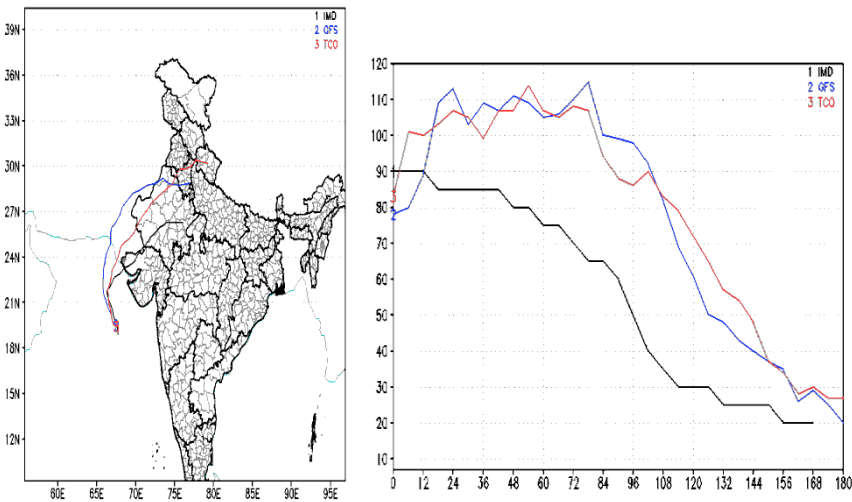 1 IMD
2 GFS
3 TCO
39N
36N
33N
30N
27N
24N
21N
18N
15N
12N
60E 65E 70E 75E 80E 85E 90E 95E
1 IMD
2 GFS
3 TCO
120
110
100
90
80
70
60
50
40
30
20
10
0 12 24 36 48 60 72 84 96 108 120 132 144 156 168 180